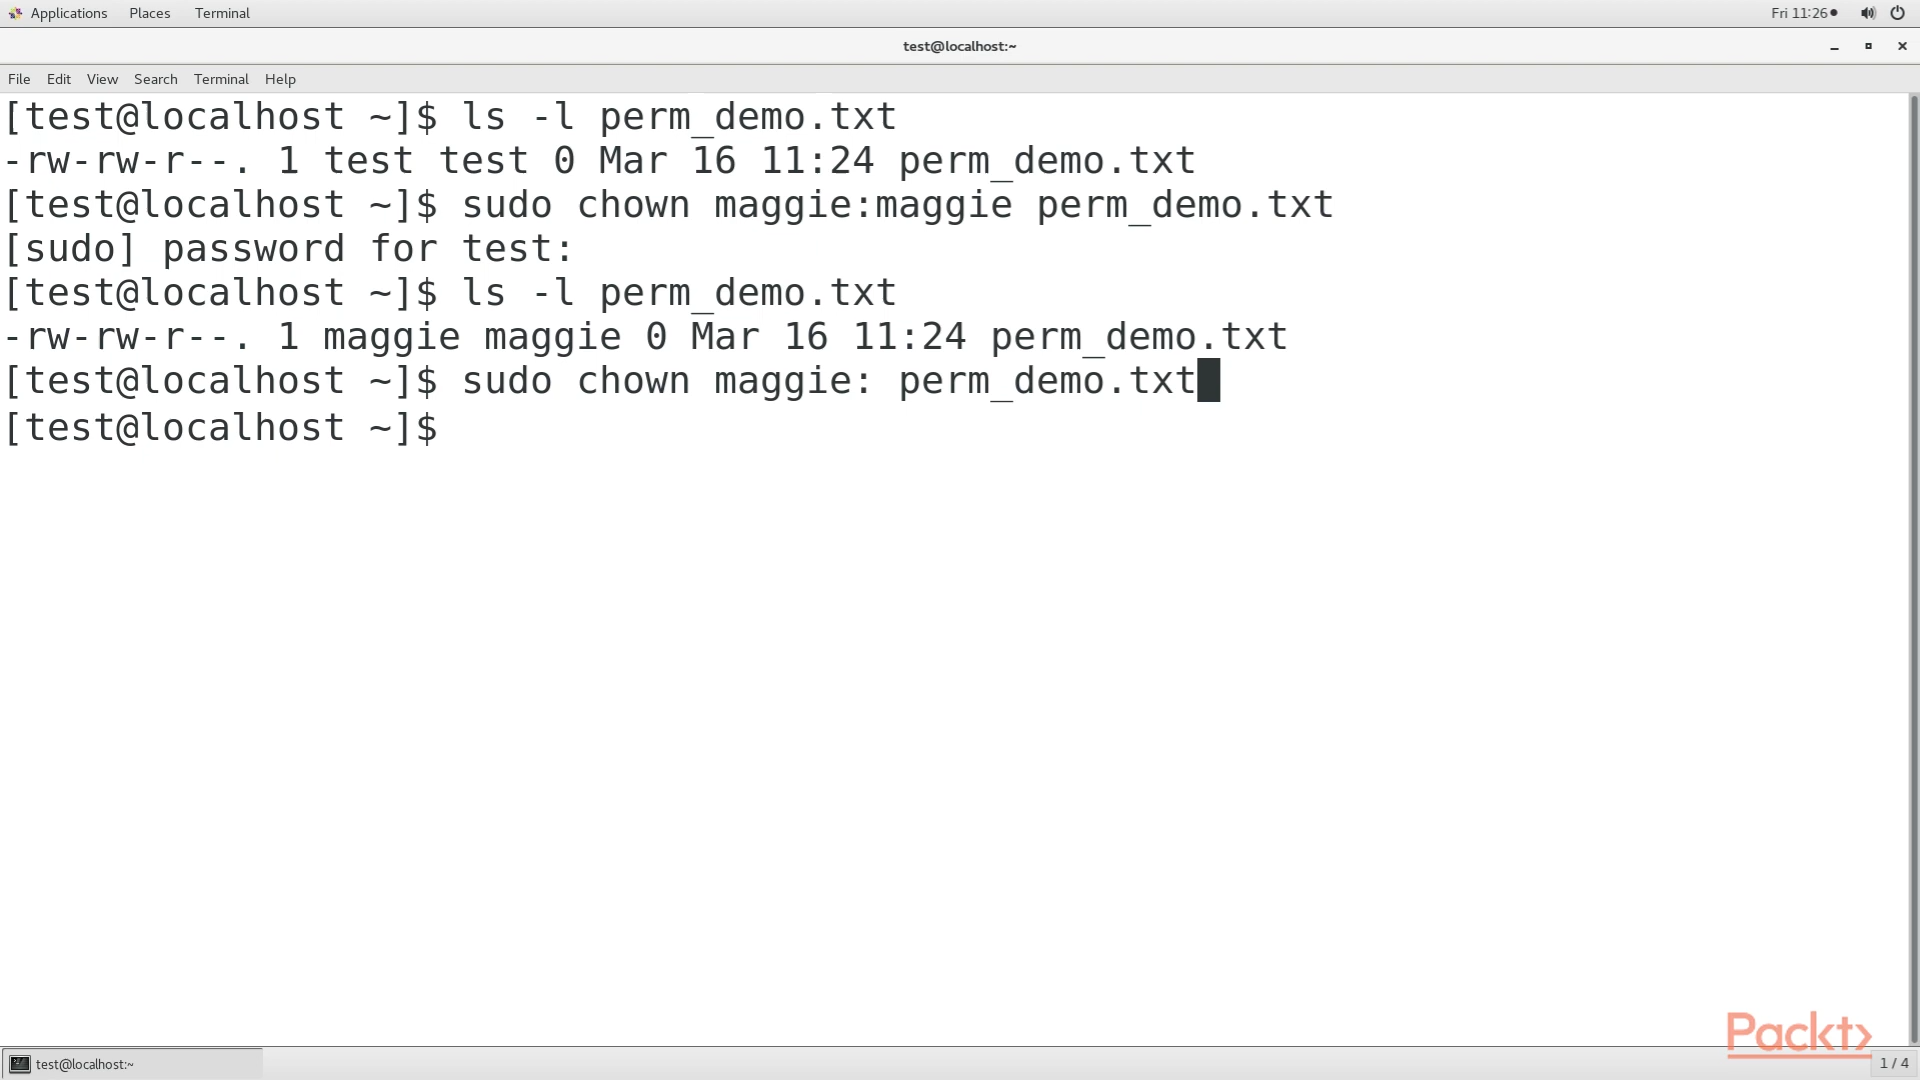 Applications Places Terminal Fri 11:26
test@localhost:~
File Edit View Search Terminal Help
[test@localhost ~]$ ls -l perm_demo.txt
-rw-rw-r--. 1 test test 0 Mar 16 11:24 perm_demo.txt
[test@localhost ~]$ sudo chown maggie:maggie perm_demo.txt
[sudo] password for test:
[test@localhost ~]$ ls -l perm_demo.txt
-rw-rw-r--. 1 maggie maggie 0 Mar 16 11:24 perm_demo.txt
[test@localhost ~]$ sudo chown maggie: perm_demo.txt
[test@localhost ~]$
Packt>
test@localhost:~ 1 / 4